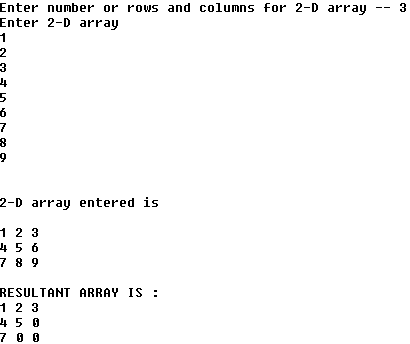 Enter number or rows and columns for 2-D array -- 3
Enter 2-D array
1
2
3
4
5
6
7
8
9
2-D array entered is
1 2 3
4 5 6
7 8 9
RESULTANT ARRAY IS :
1 2 3
4 5 0
7 0 0